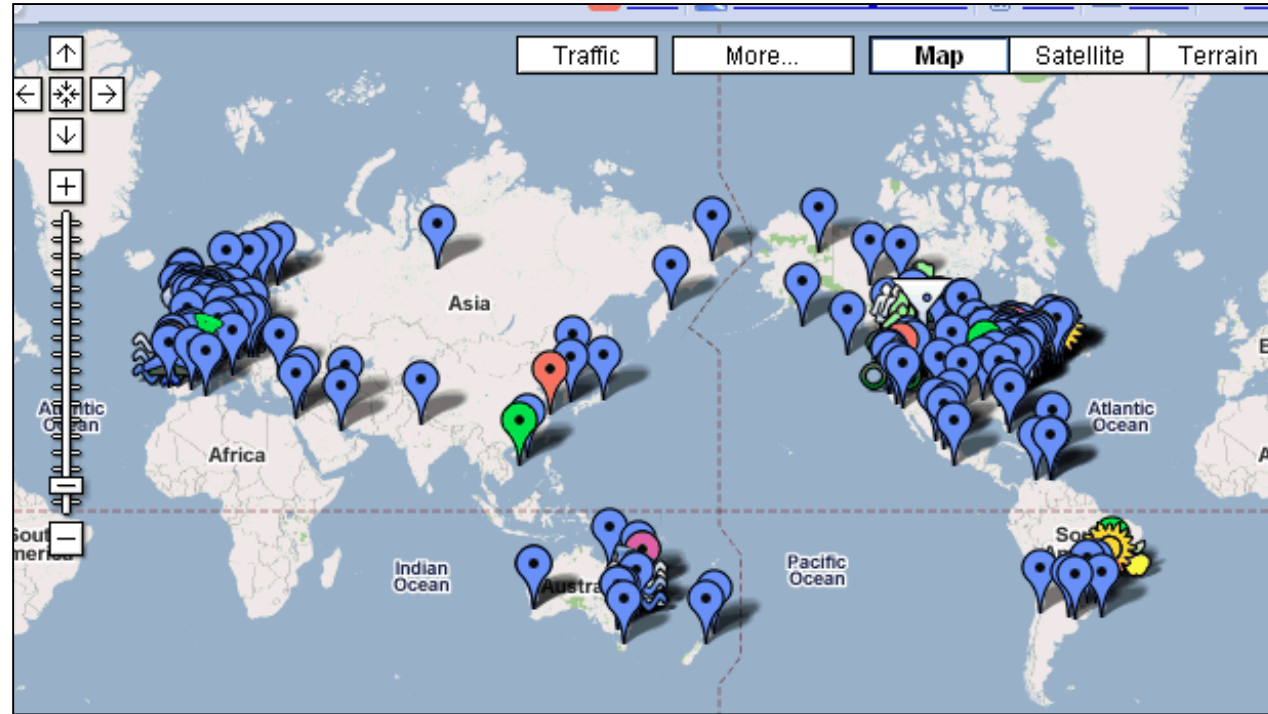 Traffic
More...
Map
Satellite
Terrain
Asia
Atlantic
Ocean
Africa
Atlantic
Ocean
Indian
Ocean
Pacific
Ocean